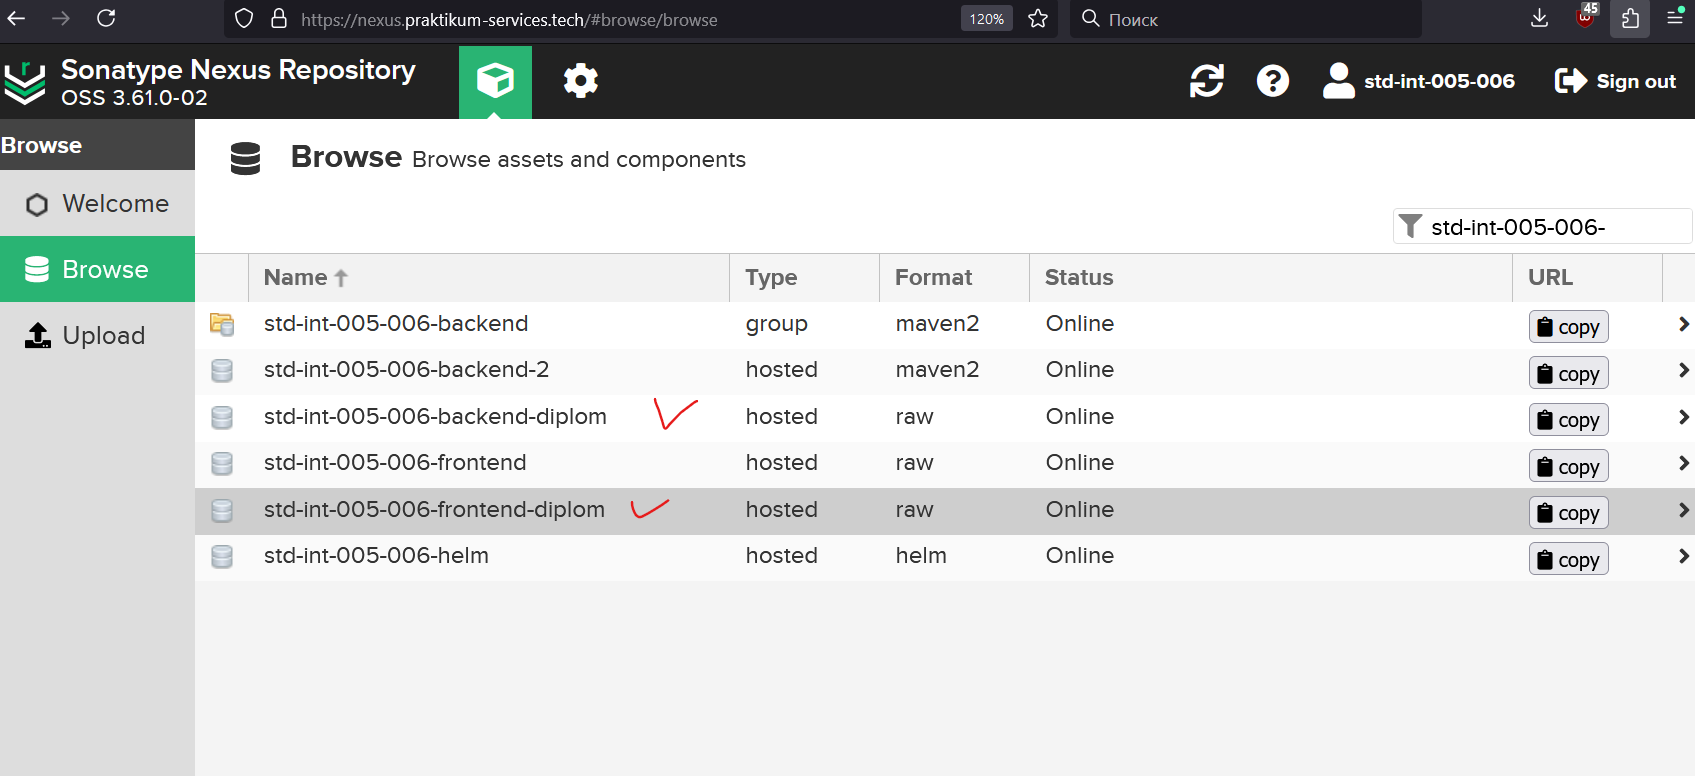 https://nexus.praktikum-services.tech/#browse/browse
120%
Поиск
45
Sonatype Nexus Repository
OSS 3.61.0-02
std-int-005-006
Sign out
Browse
Welcome
Browse
Upload
Browse Browse assets and components
std-int-005-006-
Name Type Format Status URL
std-int-005-006-backend group maven2 Online copy
std-int-005-006-backend-2 hosted maven2 Online copy
std-int-005-006-backend-diplom hosted raw Online copy
std-int-005-006-frontend hosted raw Online copy
std-int-005-006-frontend-diplom hosted raw Online copy
std-int-005-006-helm hosted helm Online copy